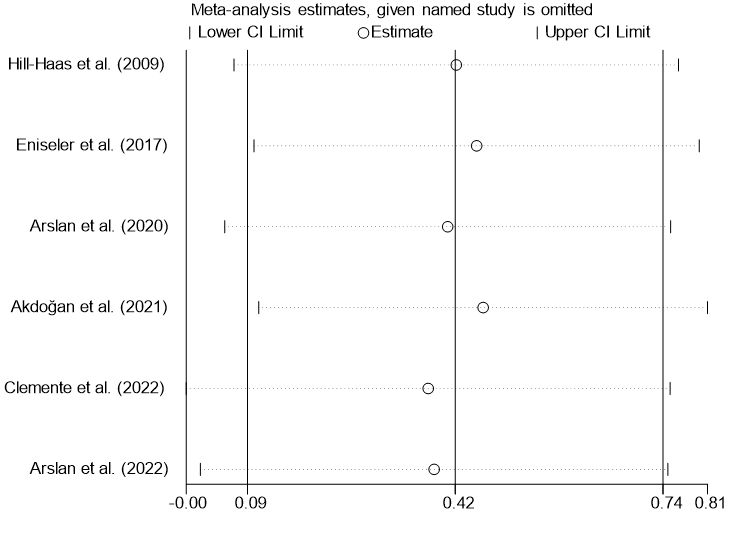 Meta-analysis estimates, given named study is omitted
| Lower CI Limit ○Estimate | Upper CI Limit
Hill-Haas et al. (2009)
Eniseler et al. (2017)
Arslan et al. (2020)
Akdoğan et al. (2021)
Clemente et al. (2022)
Arslan et al. (2022)
-0.00 0.09 0.42 0.74 0.81